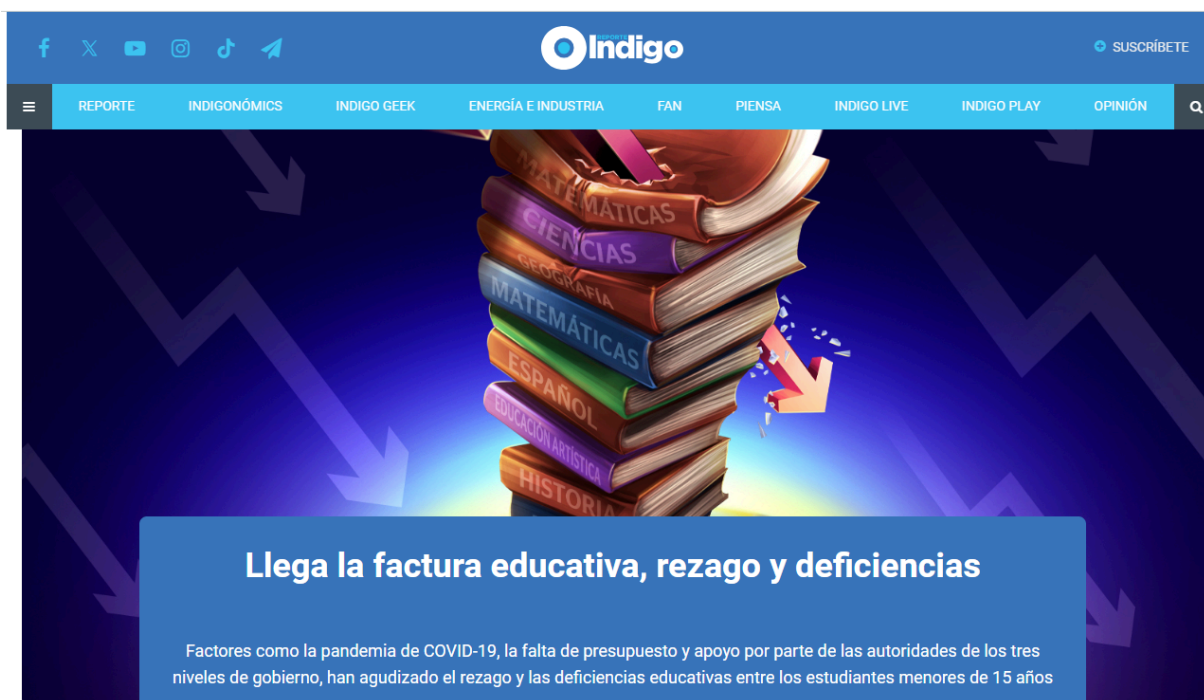 REPORTE
Indigo
SUSCRÍBETE
REPORTE INDIGONÓMICS INDIGO GEEK ENERGÍA E INDUSTRIA FAN PIENSA INDIGO LIVE INDIGO PLAY OPINIÓN
MATEMÁTICAS
CIENCIAS
GEOGRAFÍA
MATEMÁTICAS
ESPAÑOL
EDUCACIÓN ARTÍSTICA
HISTORIA
Llega la factura educativa, rezago y deficiencias
Factores como la pandemia de COVID-19, la falta de presupuesto y apoyo por parte de las autoridades de los tres
niveles de gobierno, han agudizado el rezago y las deficiencias educativas entre los estudiantes menores de 15 años